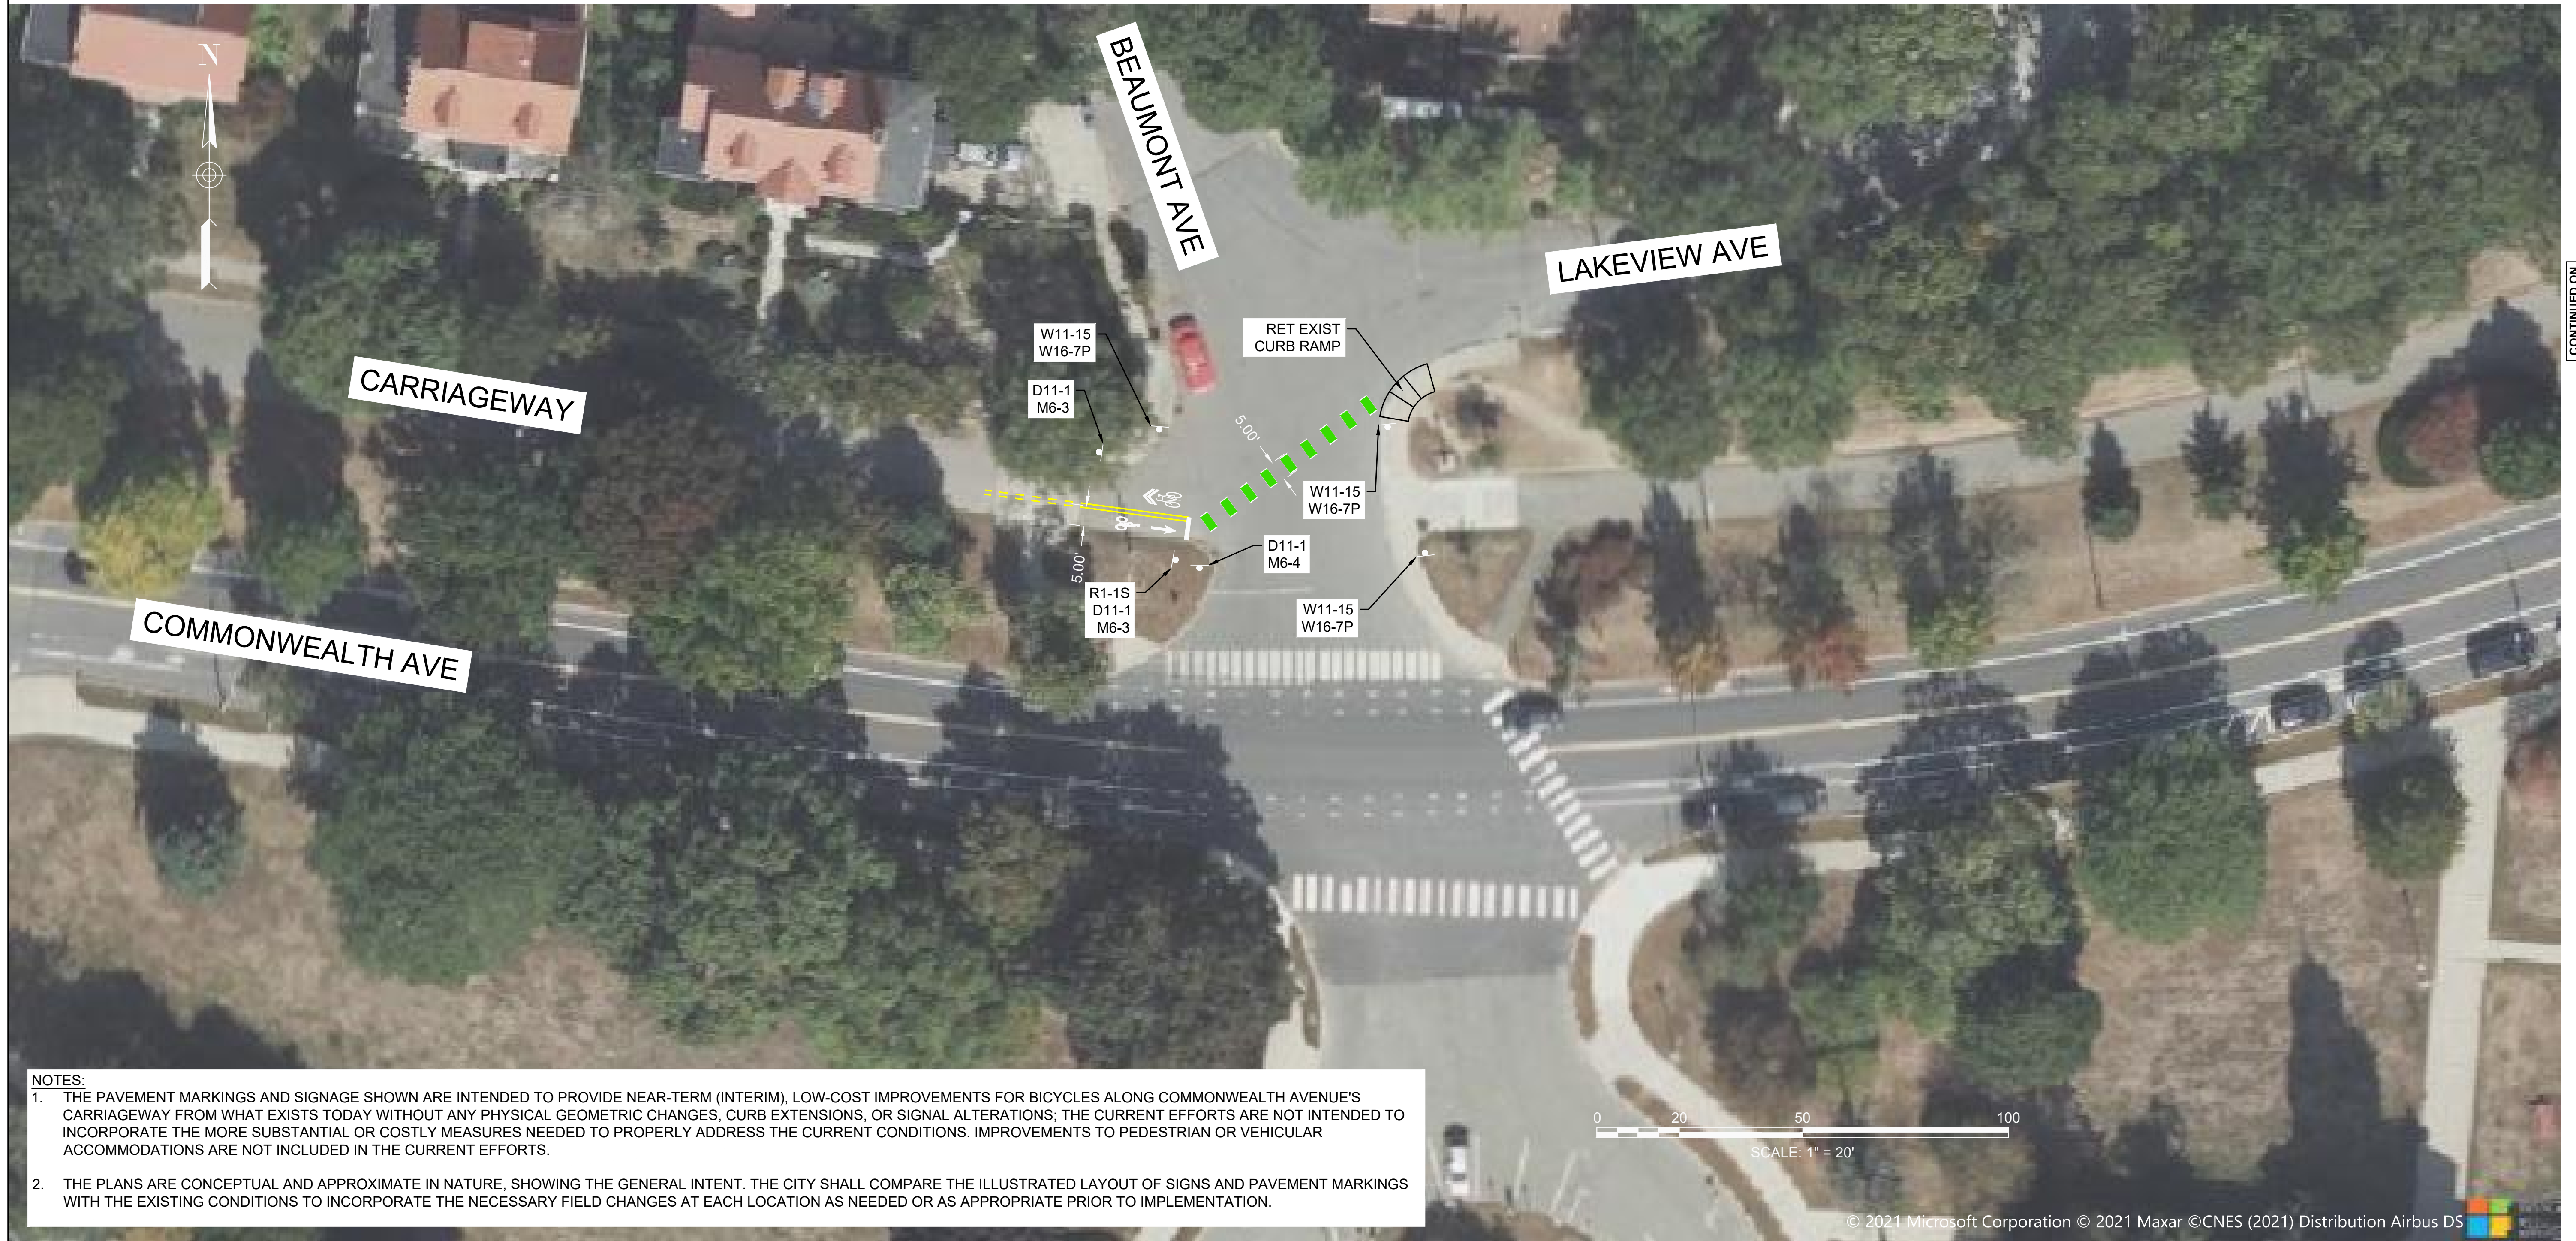 N
BEAUMONT AVE
LAKEVIEW AVE
CONTINUED ON
W11-15
W16-7P
RET EXIST
CURB RAMP
D11-1
M6-3
CARRIAGEWAY
5.00'
W11-15
W16-7P
5.00'
D11-1
M6-4
R1-1S
D11-1
M6-3
W11-15
W16-7P
COMMONWEALTH AVE
NOTES:
1. THE PAVEMENT MARKINGS AND SIGNAGE SHOWN ARE INTENDED TO PROVIDE NEAR-TERM (INTERIM), LOW-COST IMPROVEMENTS FOR BICYCLES ALONG COMMONWEALTH AVENUE'S
CARRIAGEWAY FROM WHAT EXISTS TODAY WITHOUT ANY PHYSICAL GEOMETRIC CHANGES, CURB EXTENSIONS, OR SIGNAL ALTERATIONS; THE CURRENT EFFORTS ARE NOT INTENDED TO
INCORPORATE THE MORE SUBSTANTIAL OR COSTLY MEASURES NEEDED TO PROPERLY ADDRESS THE CURRENT CONDITIONS. IMPROVEMENTS TO PEDESTRIAN OR VEHICULAR
ACCOMMODATIONS ARE NOT INCLUDED IN THE CURRENT EFFORTS.
2. THE PLANS ARE CONCEPTUAL AND APPROXIMATE IN NATURE, SHOWING THE GENERAL INTENT. THE CITY SHALL COMPARE THE ILLUSTRATED LAYOUT OF SIGNS AND PAVEMENT MARKINGS
WITH THE EXISTING CONDITIONS TO INCORPORATE THE NECESSARY FIELD CHANGES AT EACH LOCATION AS NEEDED OR AS APPROPRIATE PRIOR TO IMPLEMENTATION.
0 20 50 100
SCALE: 1" = 20'
© 2021 Microsoft Corporation © 2021 Maxar ©CNES (2021) Distribution Airbus DS